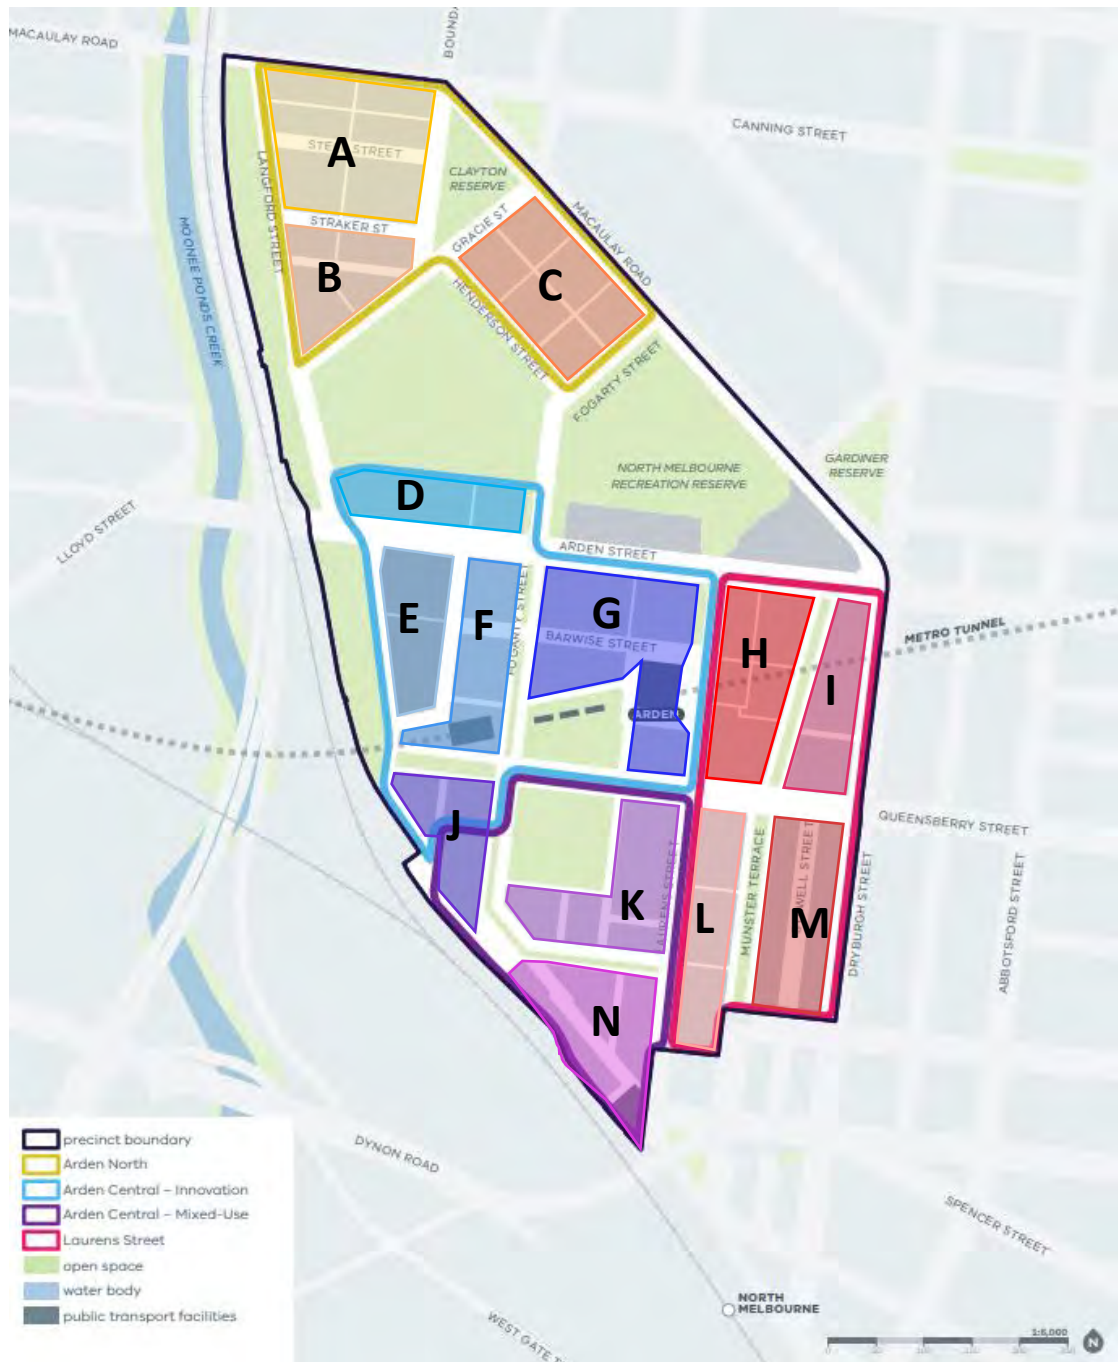 MACAULAY ROAD
BOUND
CANNING STREET
STREET
A
CLAYTON
RESERVE
LANGFORD STREET
STRAKER ST
GRACIE ST
MACAULAY ROAD
MOONEE PONDS CREEK
B
C
HENDERSON STREET
FOGARTY STREET
GARDINER
RESERVE
NORTH MELBOURNE
RECREATION RESERVE
D
LLOYD STREET
ARDEN STREET
FOGARTY STREET
E
F
G
BARWISE STREET
H
METRO TUNNEL
I
ARDEN
J
QUEENSBERRY STREET
LAURENS STREET
MUNSTER TERRACE
WELL STREET
DRYBURGH STREET
ABBOTSFORD STREET
K
L
M
N
precinct boundary
Arden North
Arden Central – Innovation
Arden Central – Mixed-Use
Laurens Street
open space
water body
public transport facilities
DYNON ROAD
SPENCER STREET
NORTH
MELBOURNE
WEST GATE T
1:5,000
N